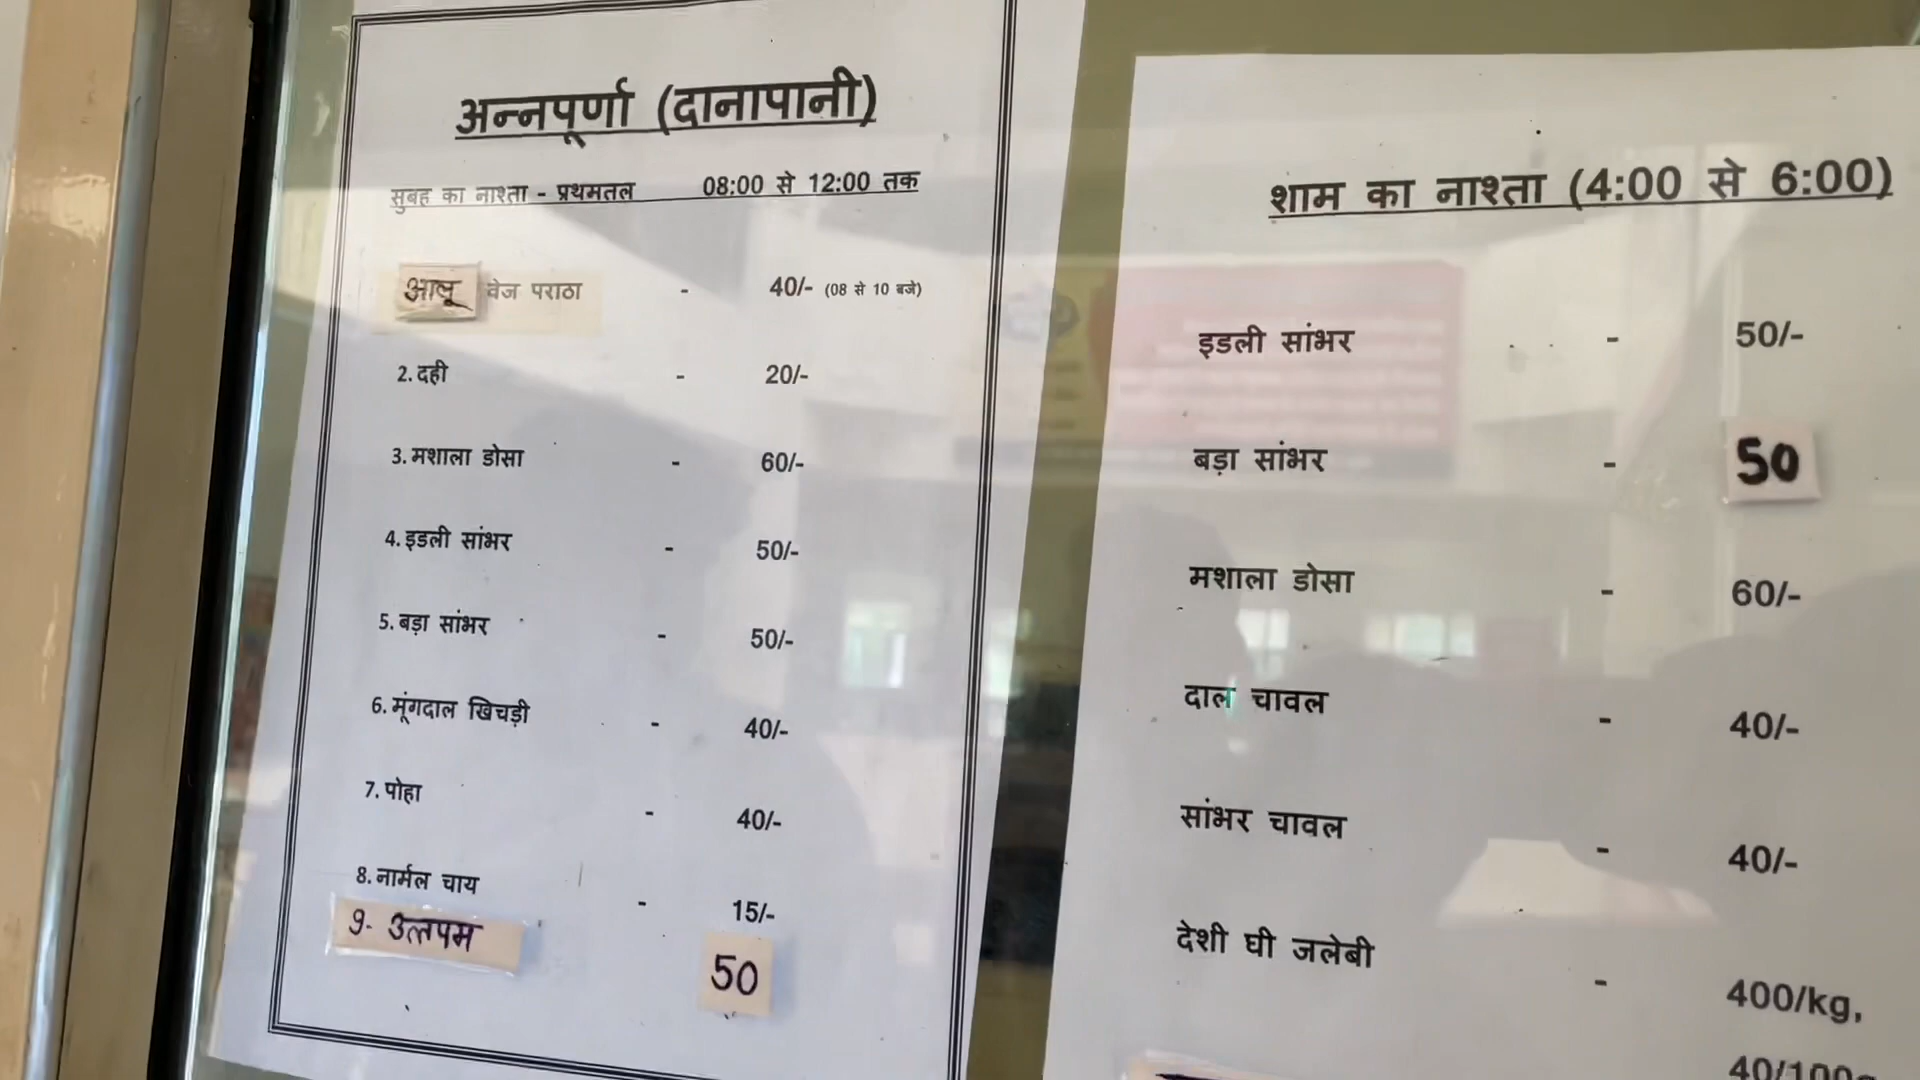 अन्नपूर्णा (दानापानी)
सुबह का नाश्ता - प्रथमतल 08:00 से 12:00 तक
आलू वेज पराठा - 40/- (08 से 10 बजे)
2. दही - 20/-
3. मशाला डोसा - 60/-
4. इडली सांभर - 50/-
5. बड़ा सांभर - 50/-
6. मूंगदाल खिचड़ी - 40/-
7. पोहा - 40/-
8. नार्मल चाय - 15/-
9- उत्तपम 50
शाम का नाश्ता (4:00 से 6:00)
इडली सांभर - 50/-
बड़ा सांभर - 50
मशाला डोसा - 60/-
दाल चावल - 40/-
सांभर चावल - 40/-
देशी घी जलेबी - 400/kg,
40/100g